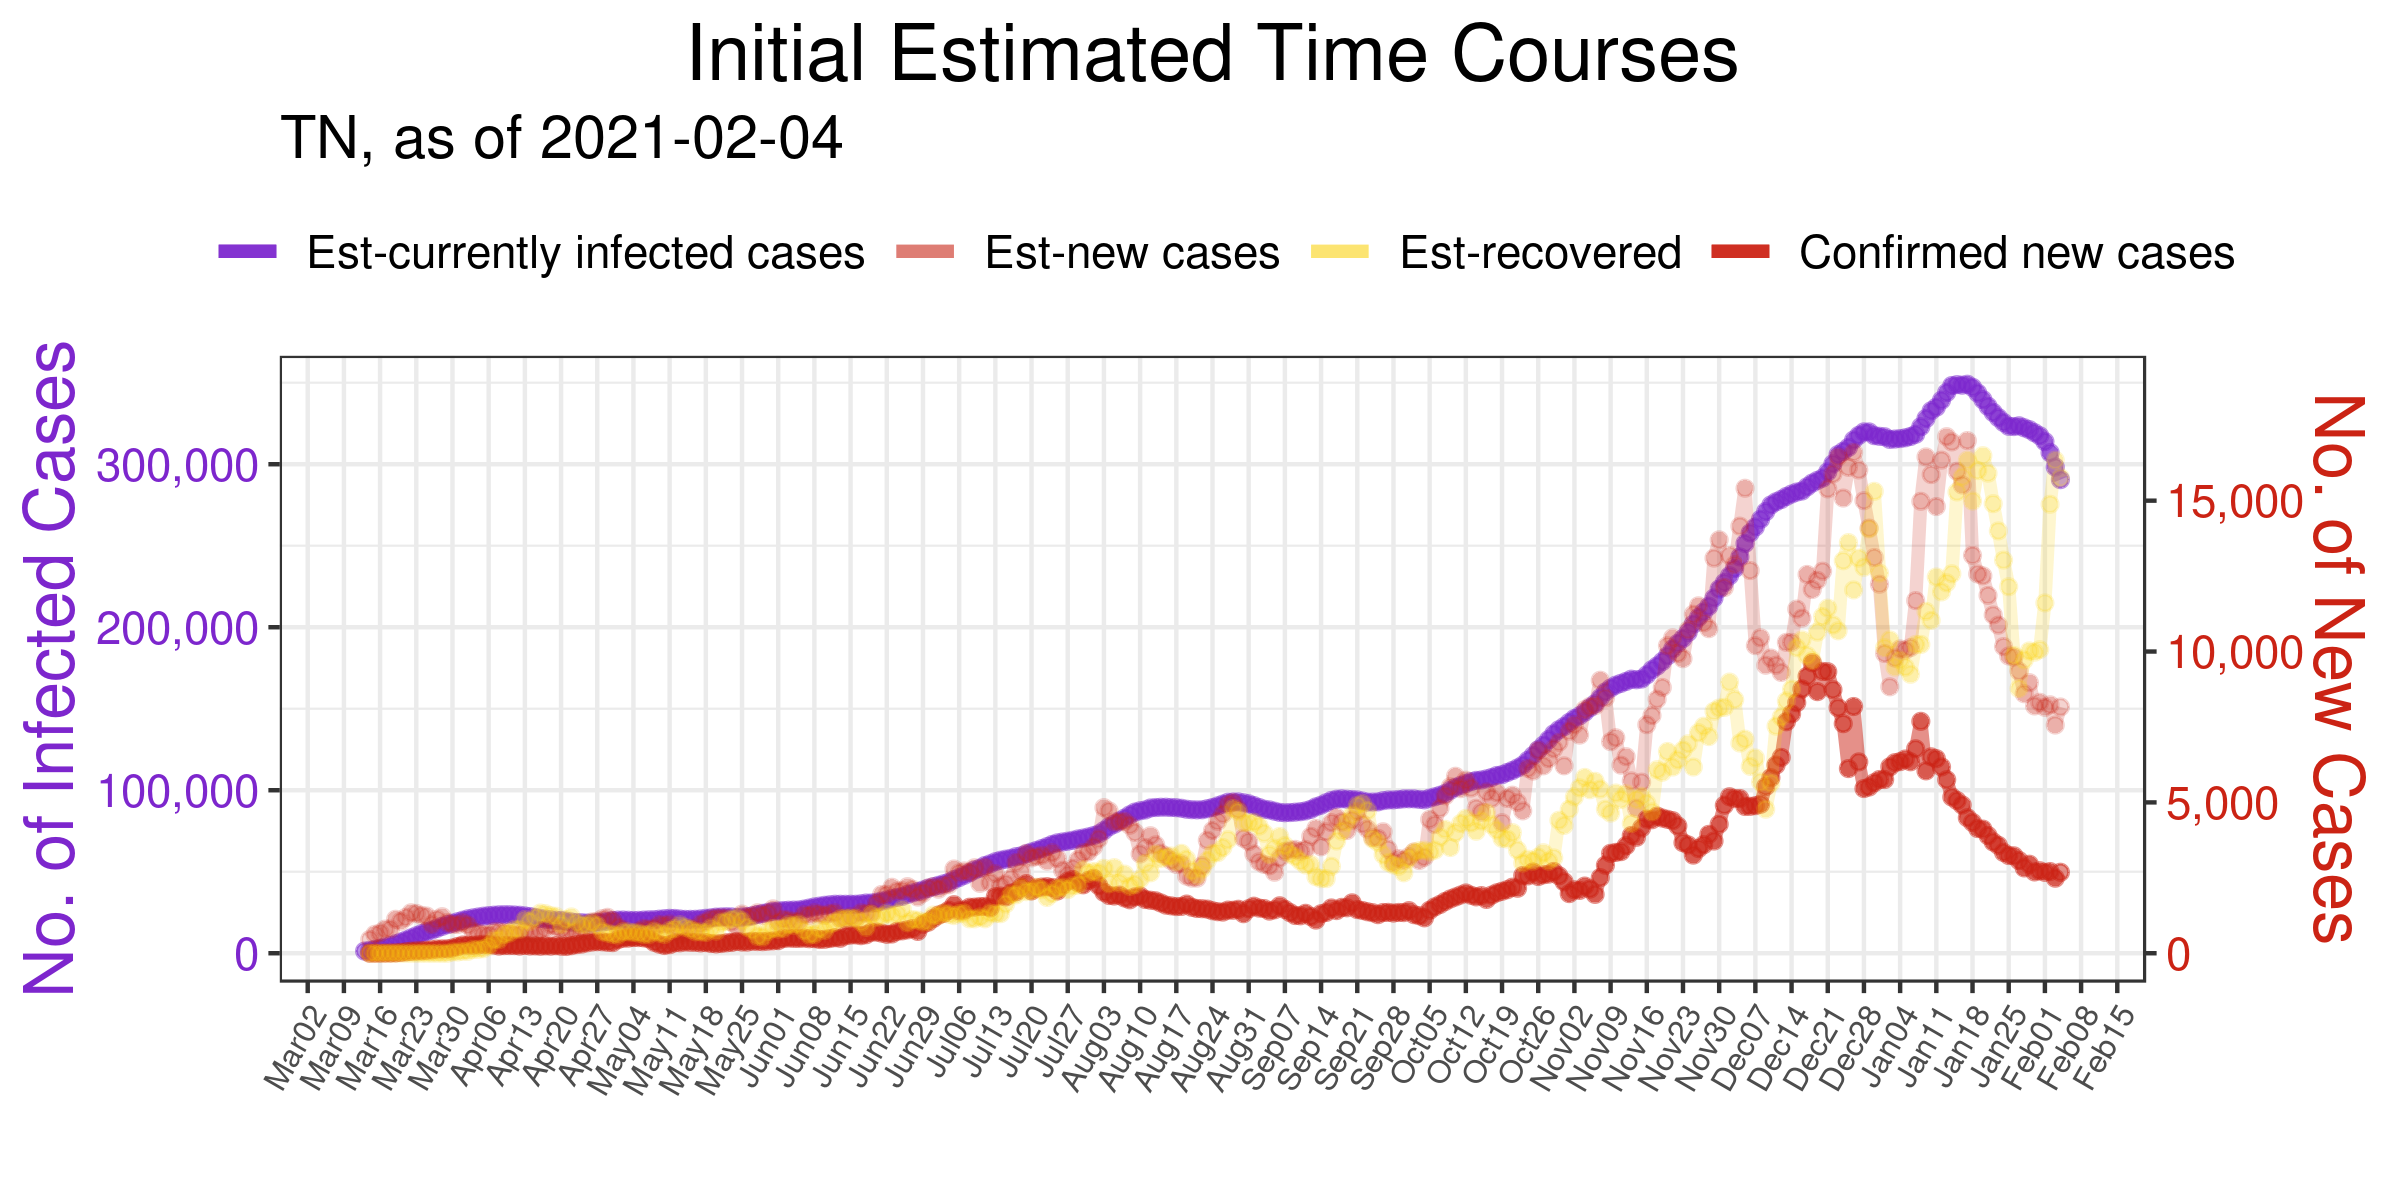 Initial Estimated Time Courses
TN, as of 2021-02-04
Est-currently infected cases Est-new cases Est-recovered Confirmed new cases
No. of Infected Cases
300,000
200,000
100,000
0
15,000
10,000
5,000
0
No. of New Cases
Mar02 Mar09 Mar16 Mar23 Mar30 Apr06 Apr13 Apr20 Apr27 May04 May11 May18 May25 Jun01 Jun08 Jun15 Jun22 Jun29 Jul06 Jul13 Jul20 Jul27 Aug03 Aug10 Aug17 Aug24 Aug31 Sep07 Sep14 Sep21 Sep28 Oct05 Oct12 Oct19 Oct26 Nov02 Nov09 Nov16 Nov23 Nov30 Dec07 Dec14 Dec21 Dec28 Jan04 Jan11 Jan18 Jan25 Feb01 Feb08 Feb15